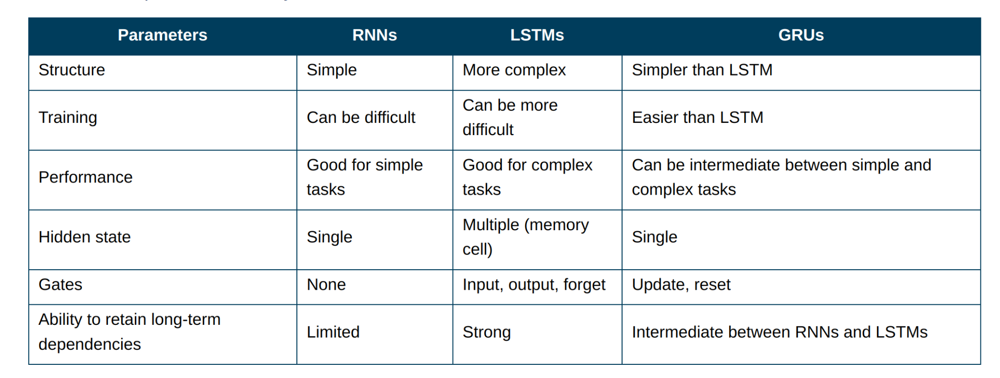 Parameters RNNs LSTMs GRUs
Structure Simple More complex Simpler than LSTM
Training Can be difficult Can be more
difficult Easier than LSTM
Performance Good for simple
tasks Good for complex
tasks Can be intermediate between simple and
complex tasks
Hidden state Single Multiple (memory
cell) Single
Gates None Input, output, forget Update, reset
Ability to retain long-term
dependencies Limited Strong Intermediate between RNNs and LSTMs